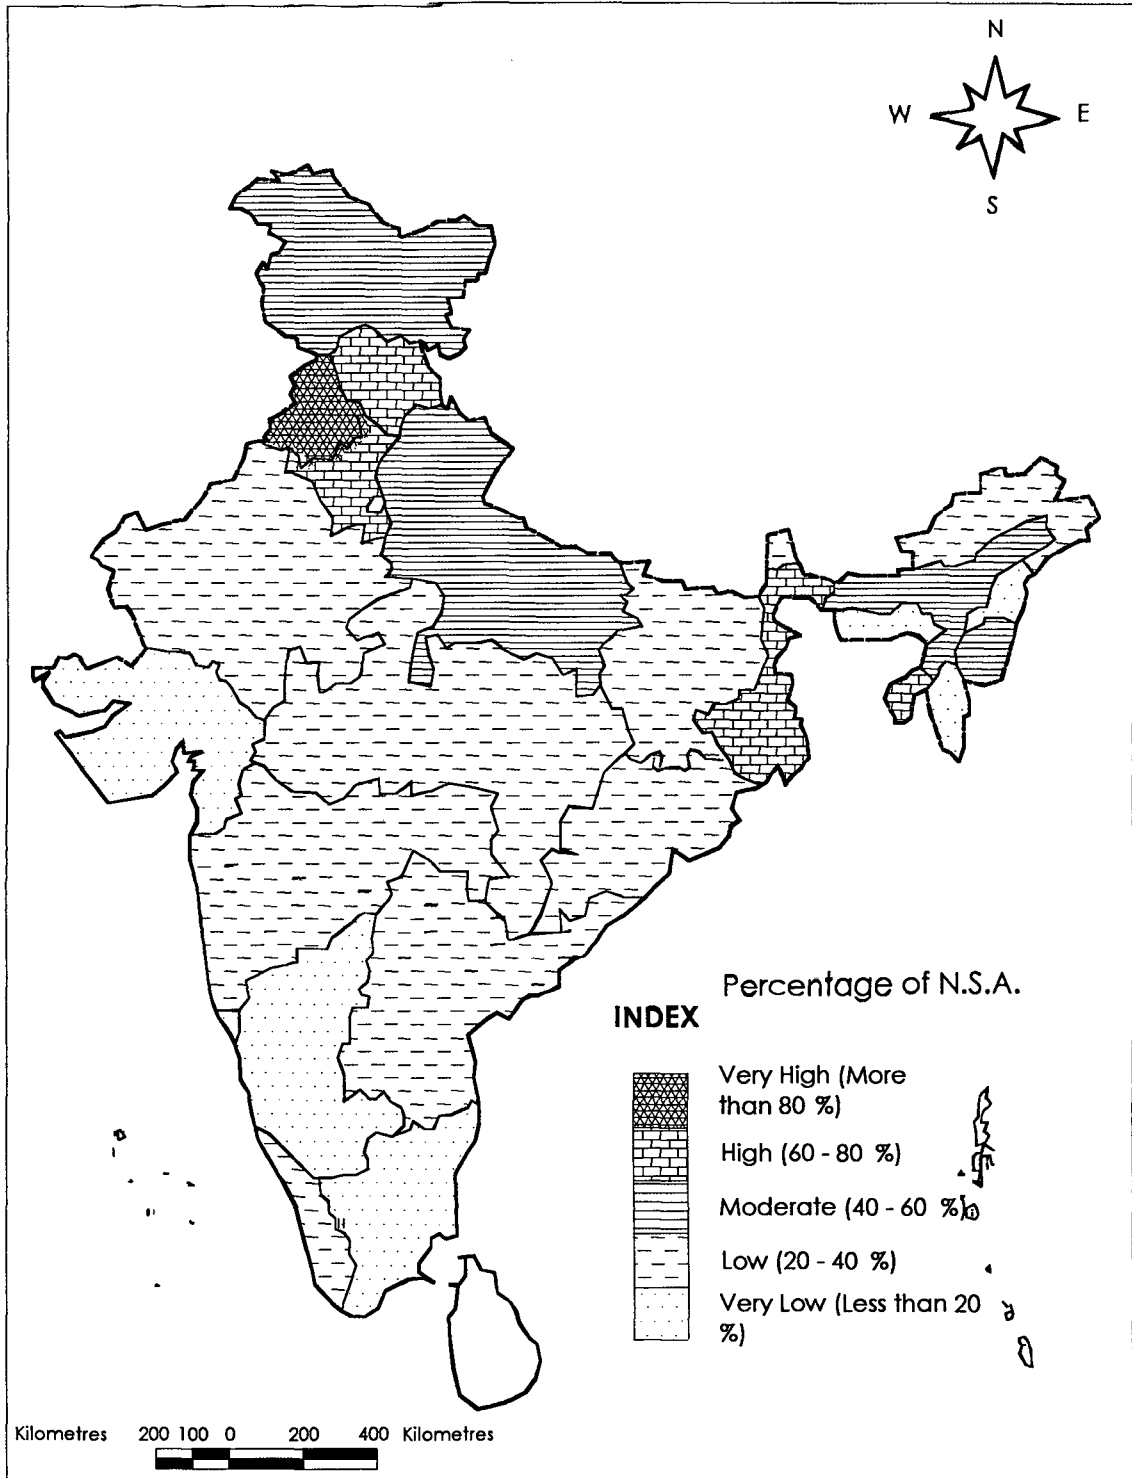 N
W E
S
Percentage of N.S.A.
INDEX
Very High (More
than 80 %)
High (60 - 80 %)
Moderate (40 - 60 %)
Low (20 - 40 %)
Very Low (Less than 20
%)
Kilometres 200 100 0 200 400 Kilometres